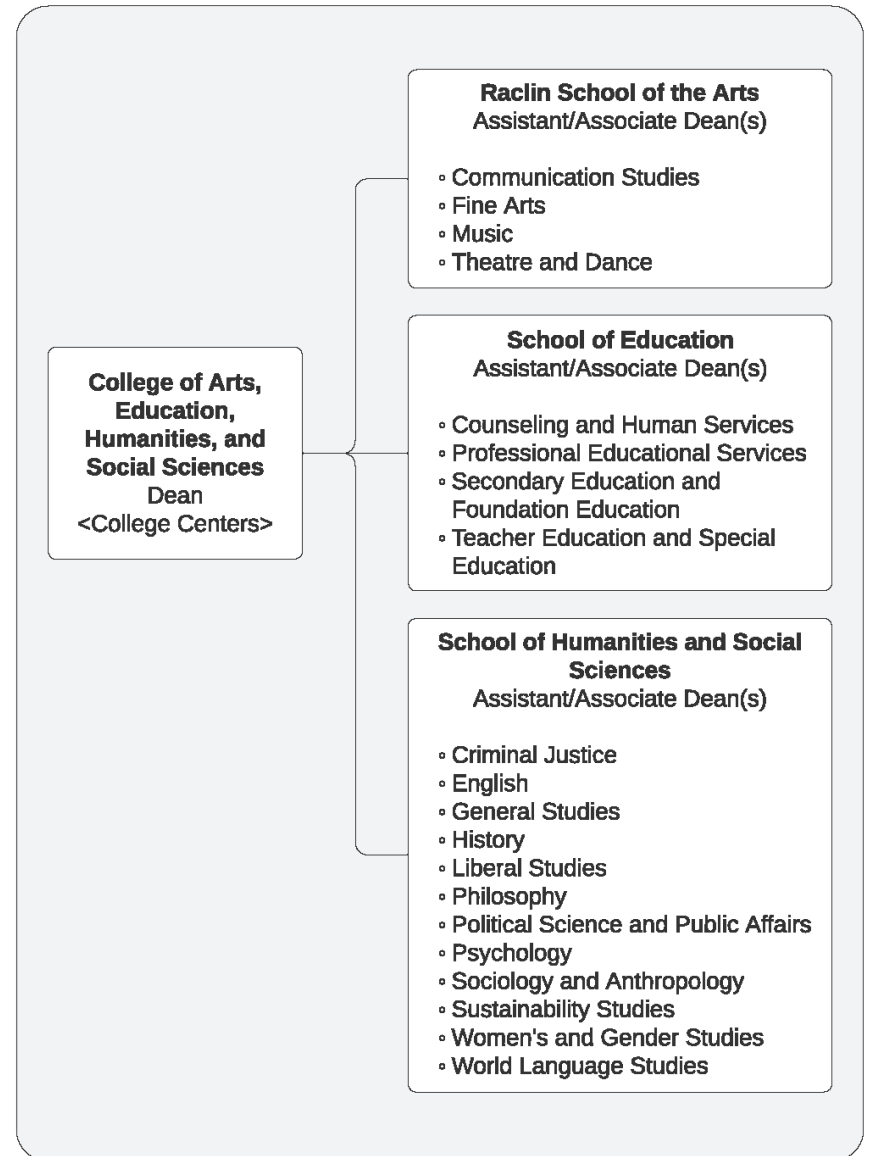 Raclin School of the Arts
Assistant/Associate Dean(s)
◦ Communication Studies
◦ Fine Arts
◦ Music
◦ Theatre and Dance
College of Arts,
Education,
Humanities, and
Social Sciences
Dean
<College Centers>
School of Education
Assistant/Associate Dean(s)
◦ Counseling and Human Services
◦ Professional Educational Services
◦ Secondary Education and
Foundation Education
◦ Teacher Education and Special
Education
School of Humanities and Social
Sciences
Assistant/Associate Dean(s)
◦ Criminal Justice
◦ English
◦ General Studies
◦ History
◦ Liberal Studies
◦ Philosophy
◦ Political Science and Public Affairs
◦ Psychology
◦ Sociology and Anthropology
◦ Sustainability Studies
◦ Women's and Gender Studies
◦ World Language Studies